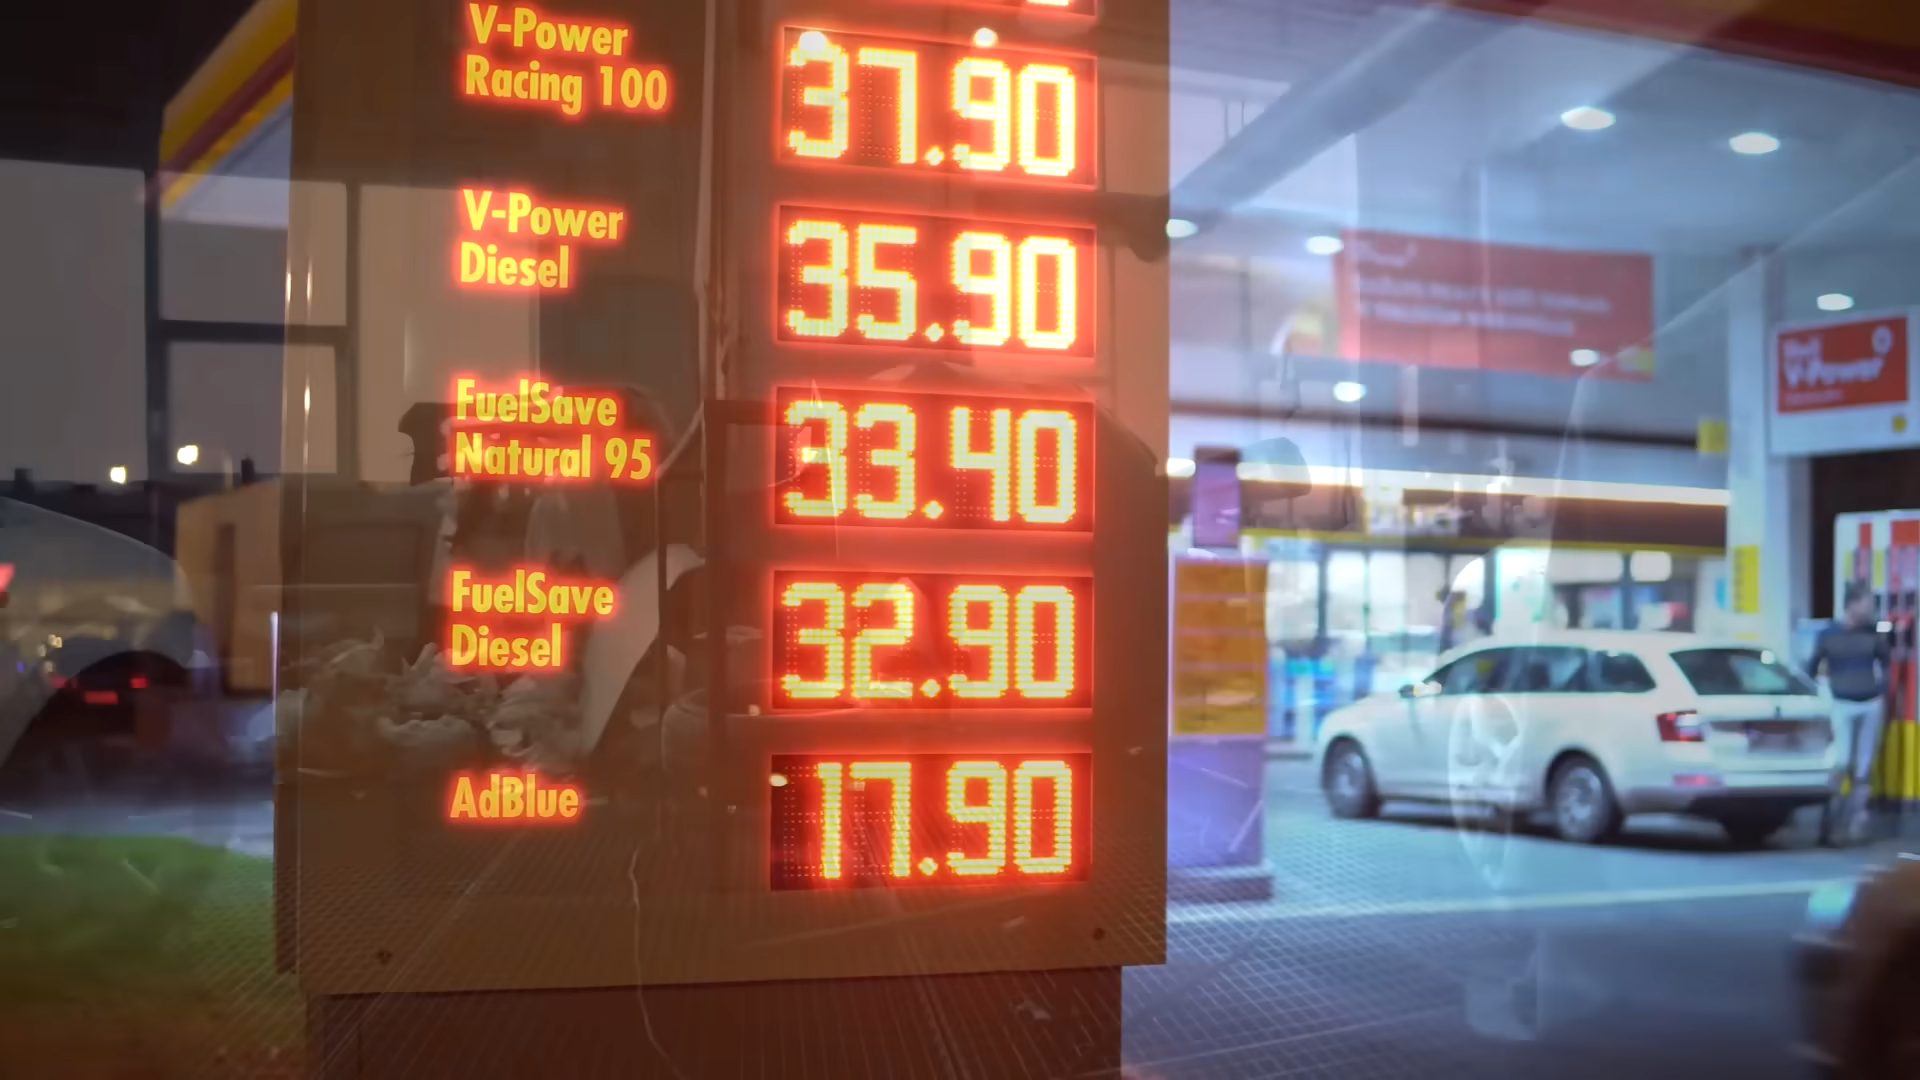 V-Power
Racing 100
37.90
V-Power
Diesel
35.90
FuelSave
Natural 95
33.40
FuelSave
Diesel
32.90
AdBlue
17.90
V-Power